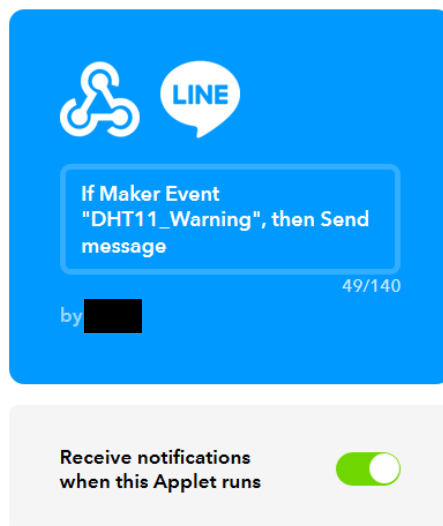 LINE
If Maker Event
"DHT11_Warning", then Send
message
49/140
by
Receive notifications
when this Applet runs